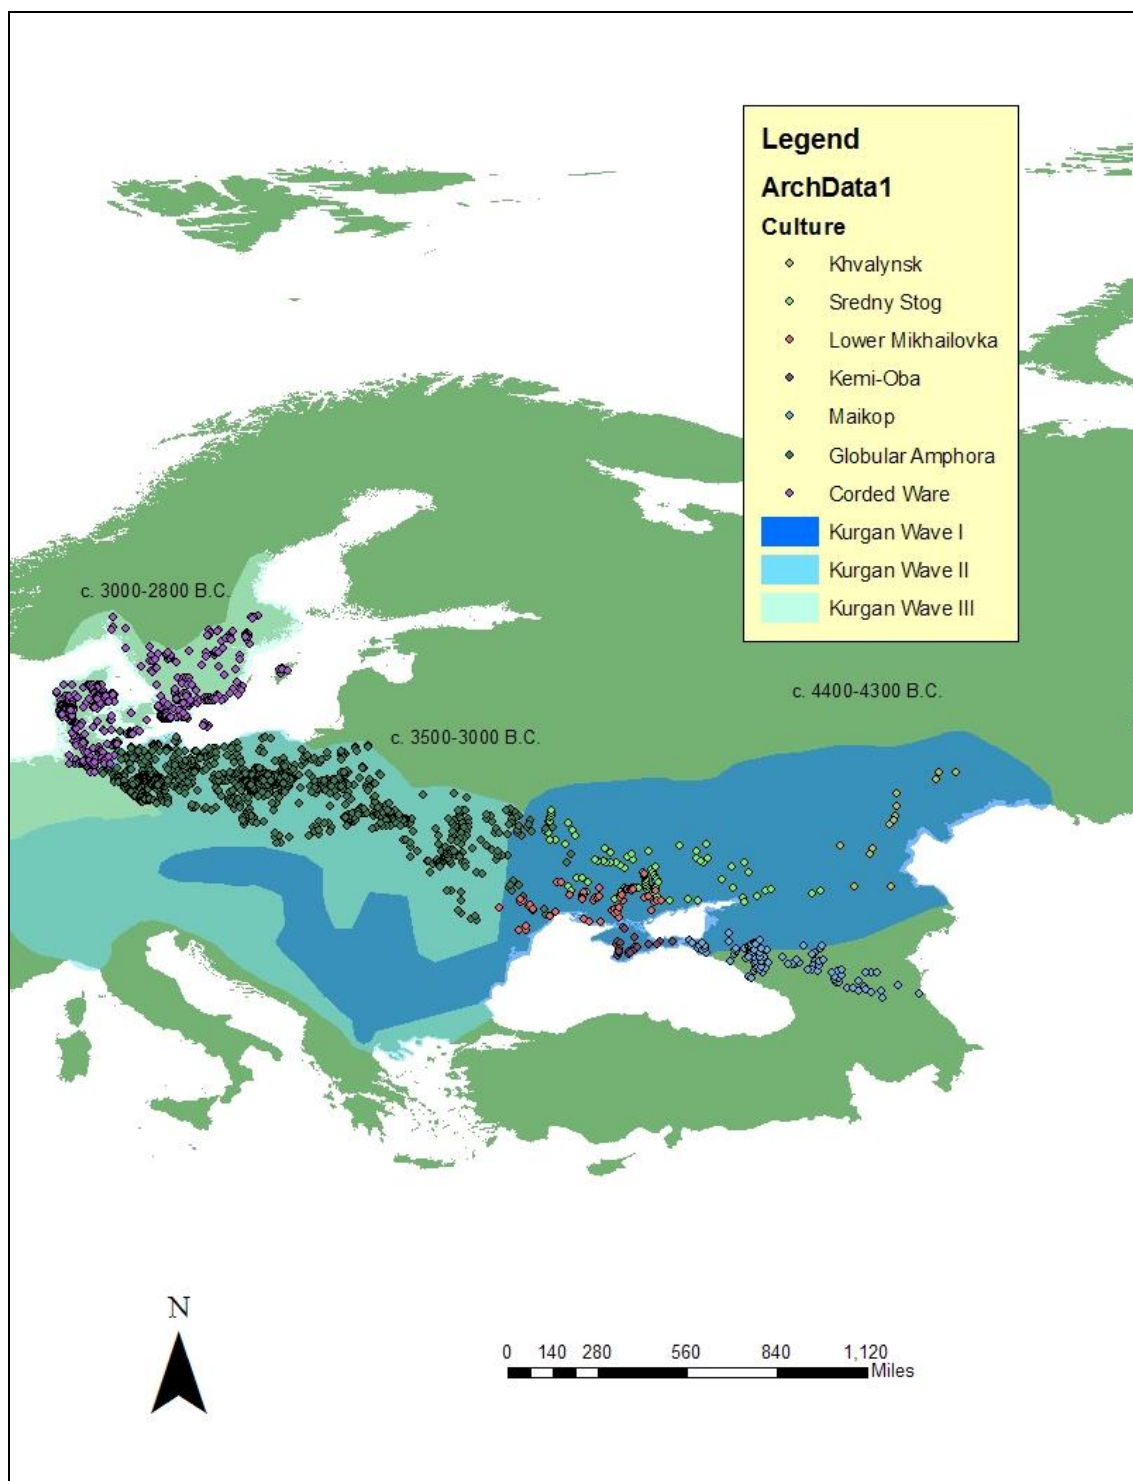 Legend
ArchData1
Culture
Khvalynsk
Sredny Stog
Lower Mikhailovka
Kemi-Oba
Maikop
Globular Amphora
Corded Ware
Kurgan Wave I
Kurgan Wave II
Kurgan Wave III
c. 3000-2800 B.C.
c. 4400-4300 B.C.
c. 3500-3000 B.C.
N
0 140 280 560 840 1,120
Miles